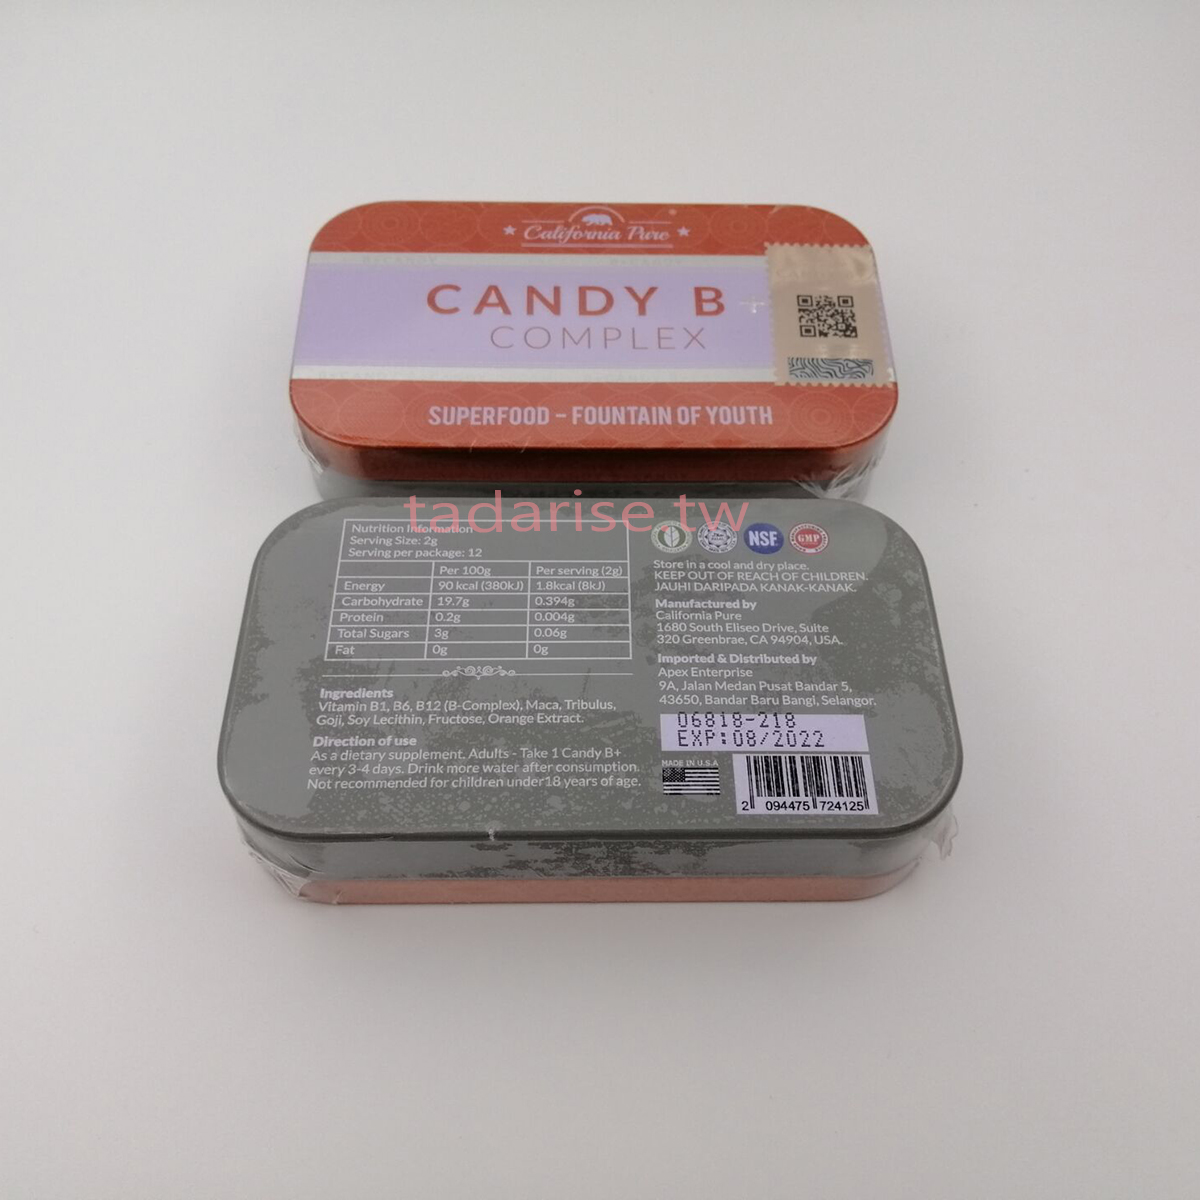 California Pure
CANDY B+
COMPLEX
SUPERFOOD – FOUNTAIN OF YOUTH
tadarise.tw
Nutrition Information
Serving Size: 2g
Serving per package: 12
Per 100g Per serving (2g)
Energy 90 kcal (380kJ) 1.8kcal (8kJ)
Carbohydrate 19.7g 0.394g
Protein 0.2g 0.004g
Total Sugars 3g 0.06g
Fat 0g 0g
Ingredients
Vitamin B1, B6, B12 (B-Complex), Maca, Tribulus,
Goji, Soy Lecithin, Fructose, Orange Extract.
Direction of use
As a dietary supplement. Adults - Take 1 Candy B+
every 3-4 days. Drink more water after consumption.
Not recommended for children under18 years of age.
NSF.
GMP
Store in a cool and dry place.
KEEP OUT OF REACH OF CHILDREN.
JAUHI DARIPADA KANAK-KANAK.
Manufactured by
California Pure
1680 South Eliseo Drive, Suite
320 Greenbrae, CA 94904, USA.
Imported & Distributed by
Apex Enterprise
9A, Jalan Medan Pusat Bandar 5,
43650, Bandar Baru Bangi, Selangor.
06818-218
EXP:08/2022
MADE IN U.S.A
2 094475 724125